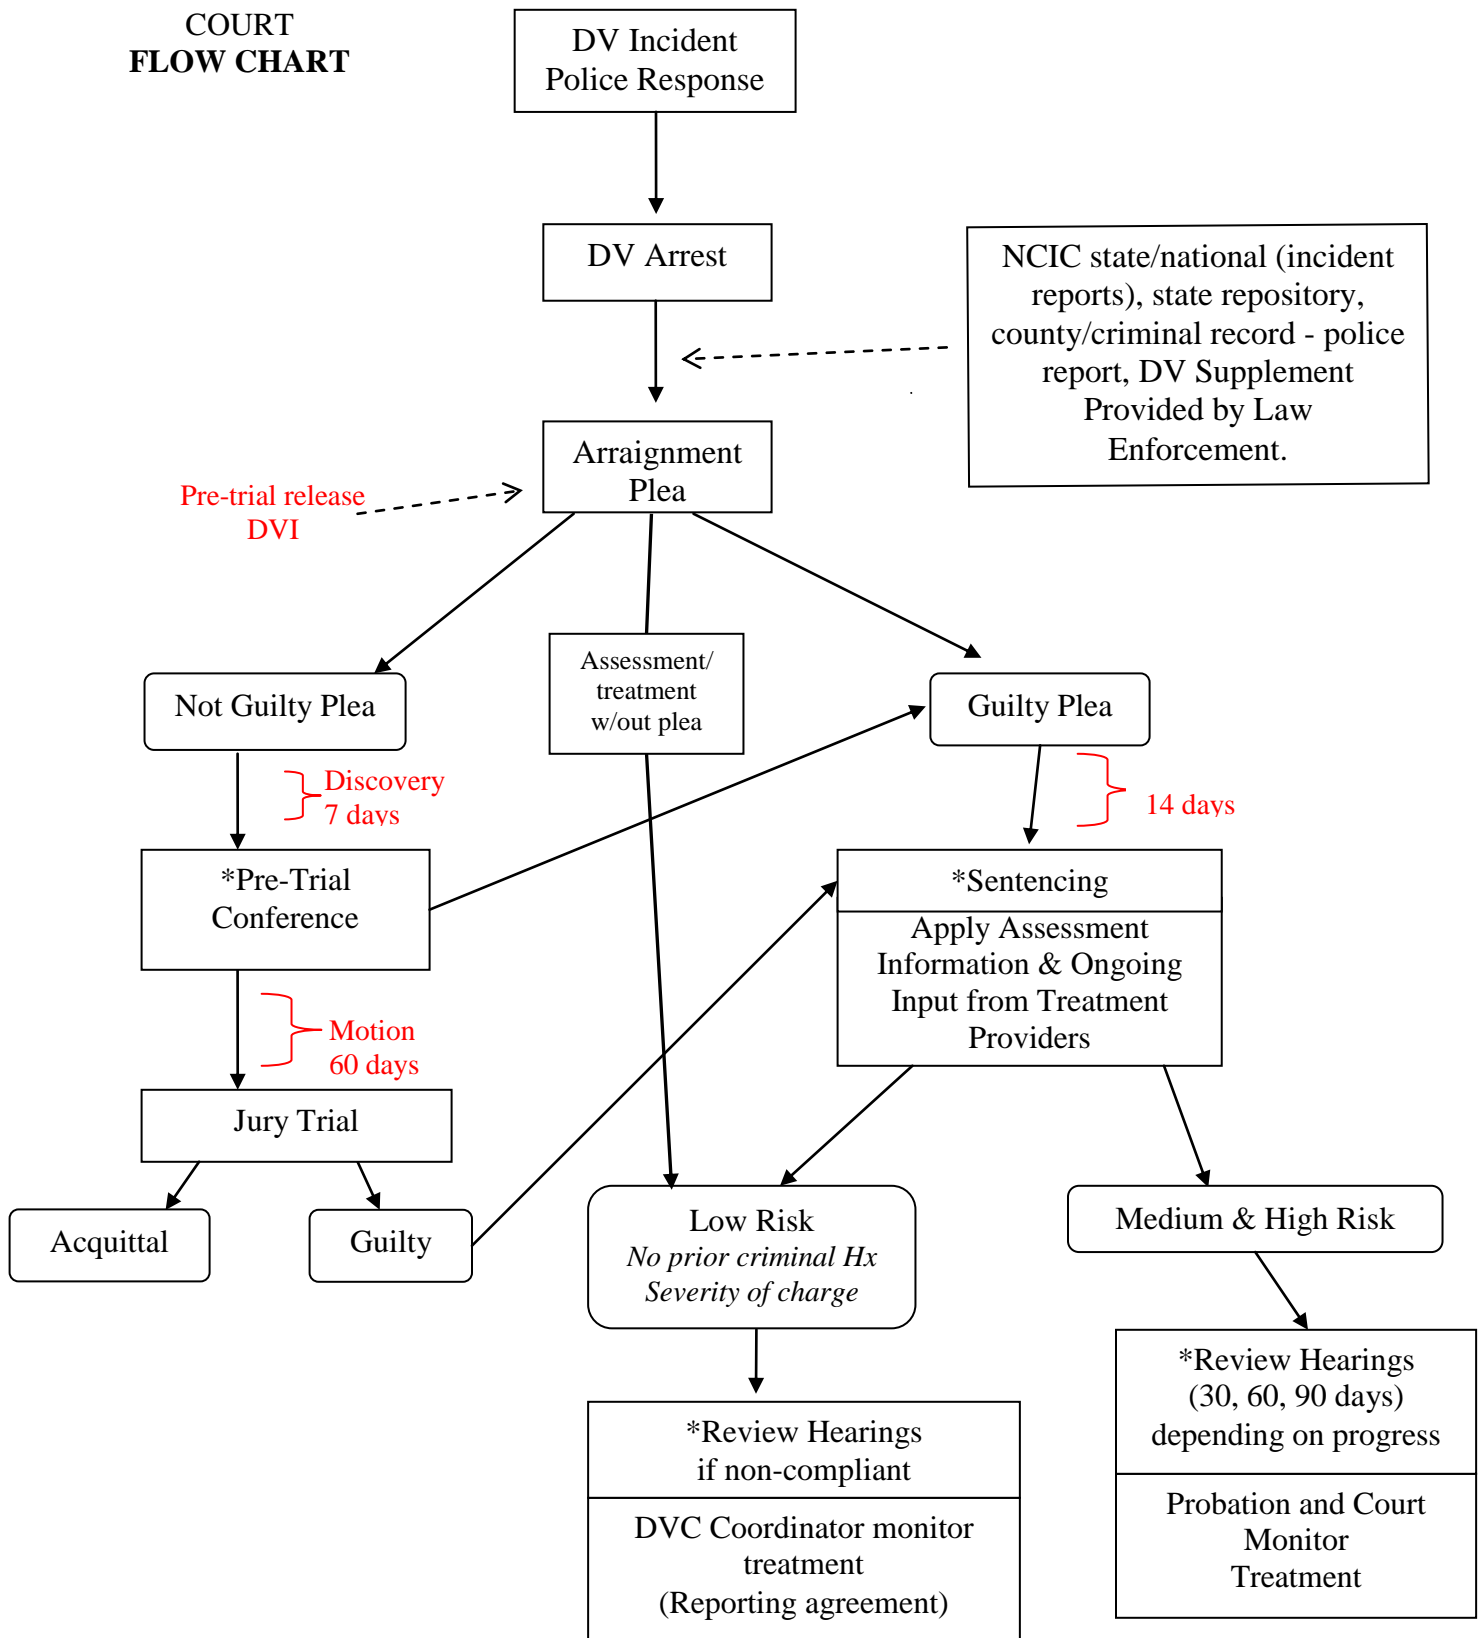 COURT
FLOW CHART
DV Incident
Police Response
DV Arrest
NCIC state/national (incident
reports), state repository,
county/criminal record - police
report, DV Supplement
Provided by Law
Enforcement.
Arraignment
Plea
Pre-trial release
DVI
Assessment/
treatment
w/out plea
Not Guilty Plea
Guilty Plea
Discovery
7 days
14 days
*Pre-Trial
Conference
*Sentencing
Apply Assessment
Information & Ongoing
Input from Treatment
Providers
Motion
60 days
Jury Trial
Acquittal
Guilty
Low Risk
No prior criminal Hx
Severity of charge
Medium & High Risk
*Review Hearings
(30, 60, 90 days)
depending on progress
Probation and Court
Monitor
Treatment
*Review Hearings
if non-compliant
DVC Coordinator monitor
treatment
(Reporting agreement)